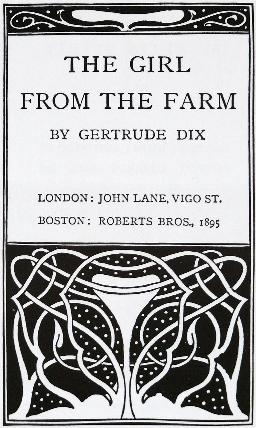 THE GIRL
FROM THE FARM
BY GERTRUDE DIX
LONDON: JOHN LANE, VIGO ST.
BOSTON: ROBERTS BROS., 1895